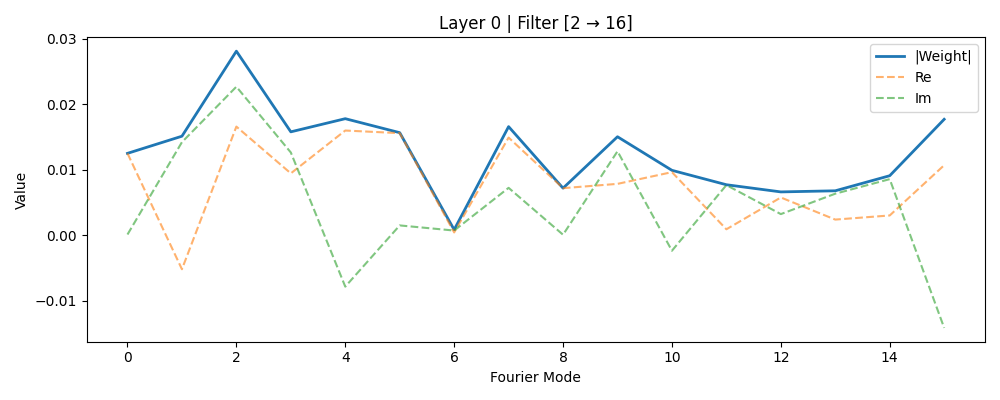 Layer 0 | Filter [2 → 16]
|Weight|
Re
Im
Value
0.03
0.02
0.01
0.00
−0.01
0 2 4 6 8 10 12 14
Fourier Mode